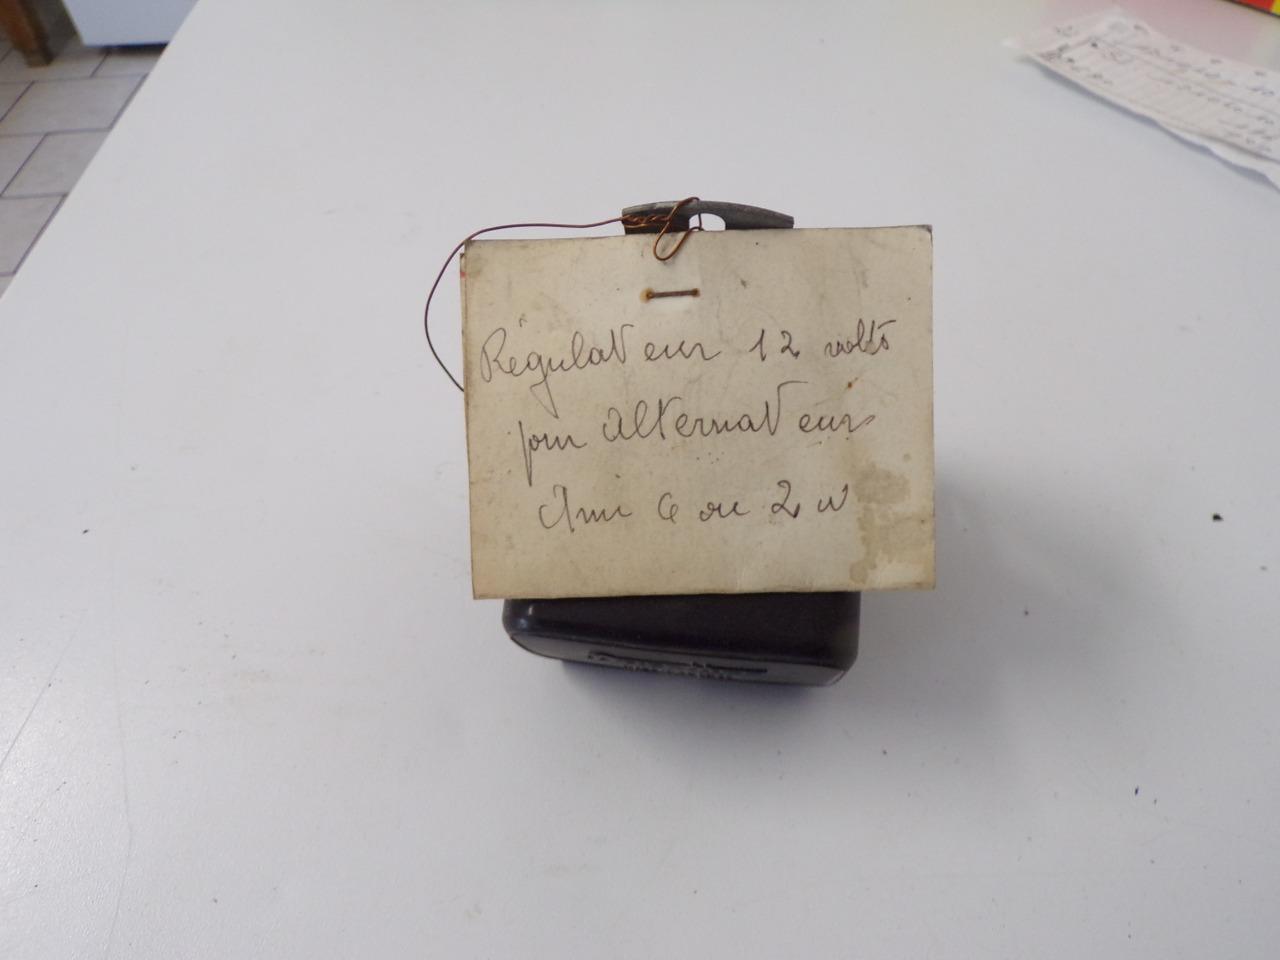 Régulateur 12 volts
pour alternateur
Ami 6 ou 2 cv